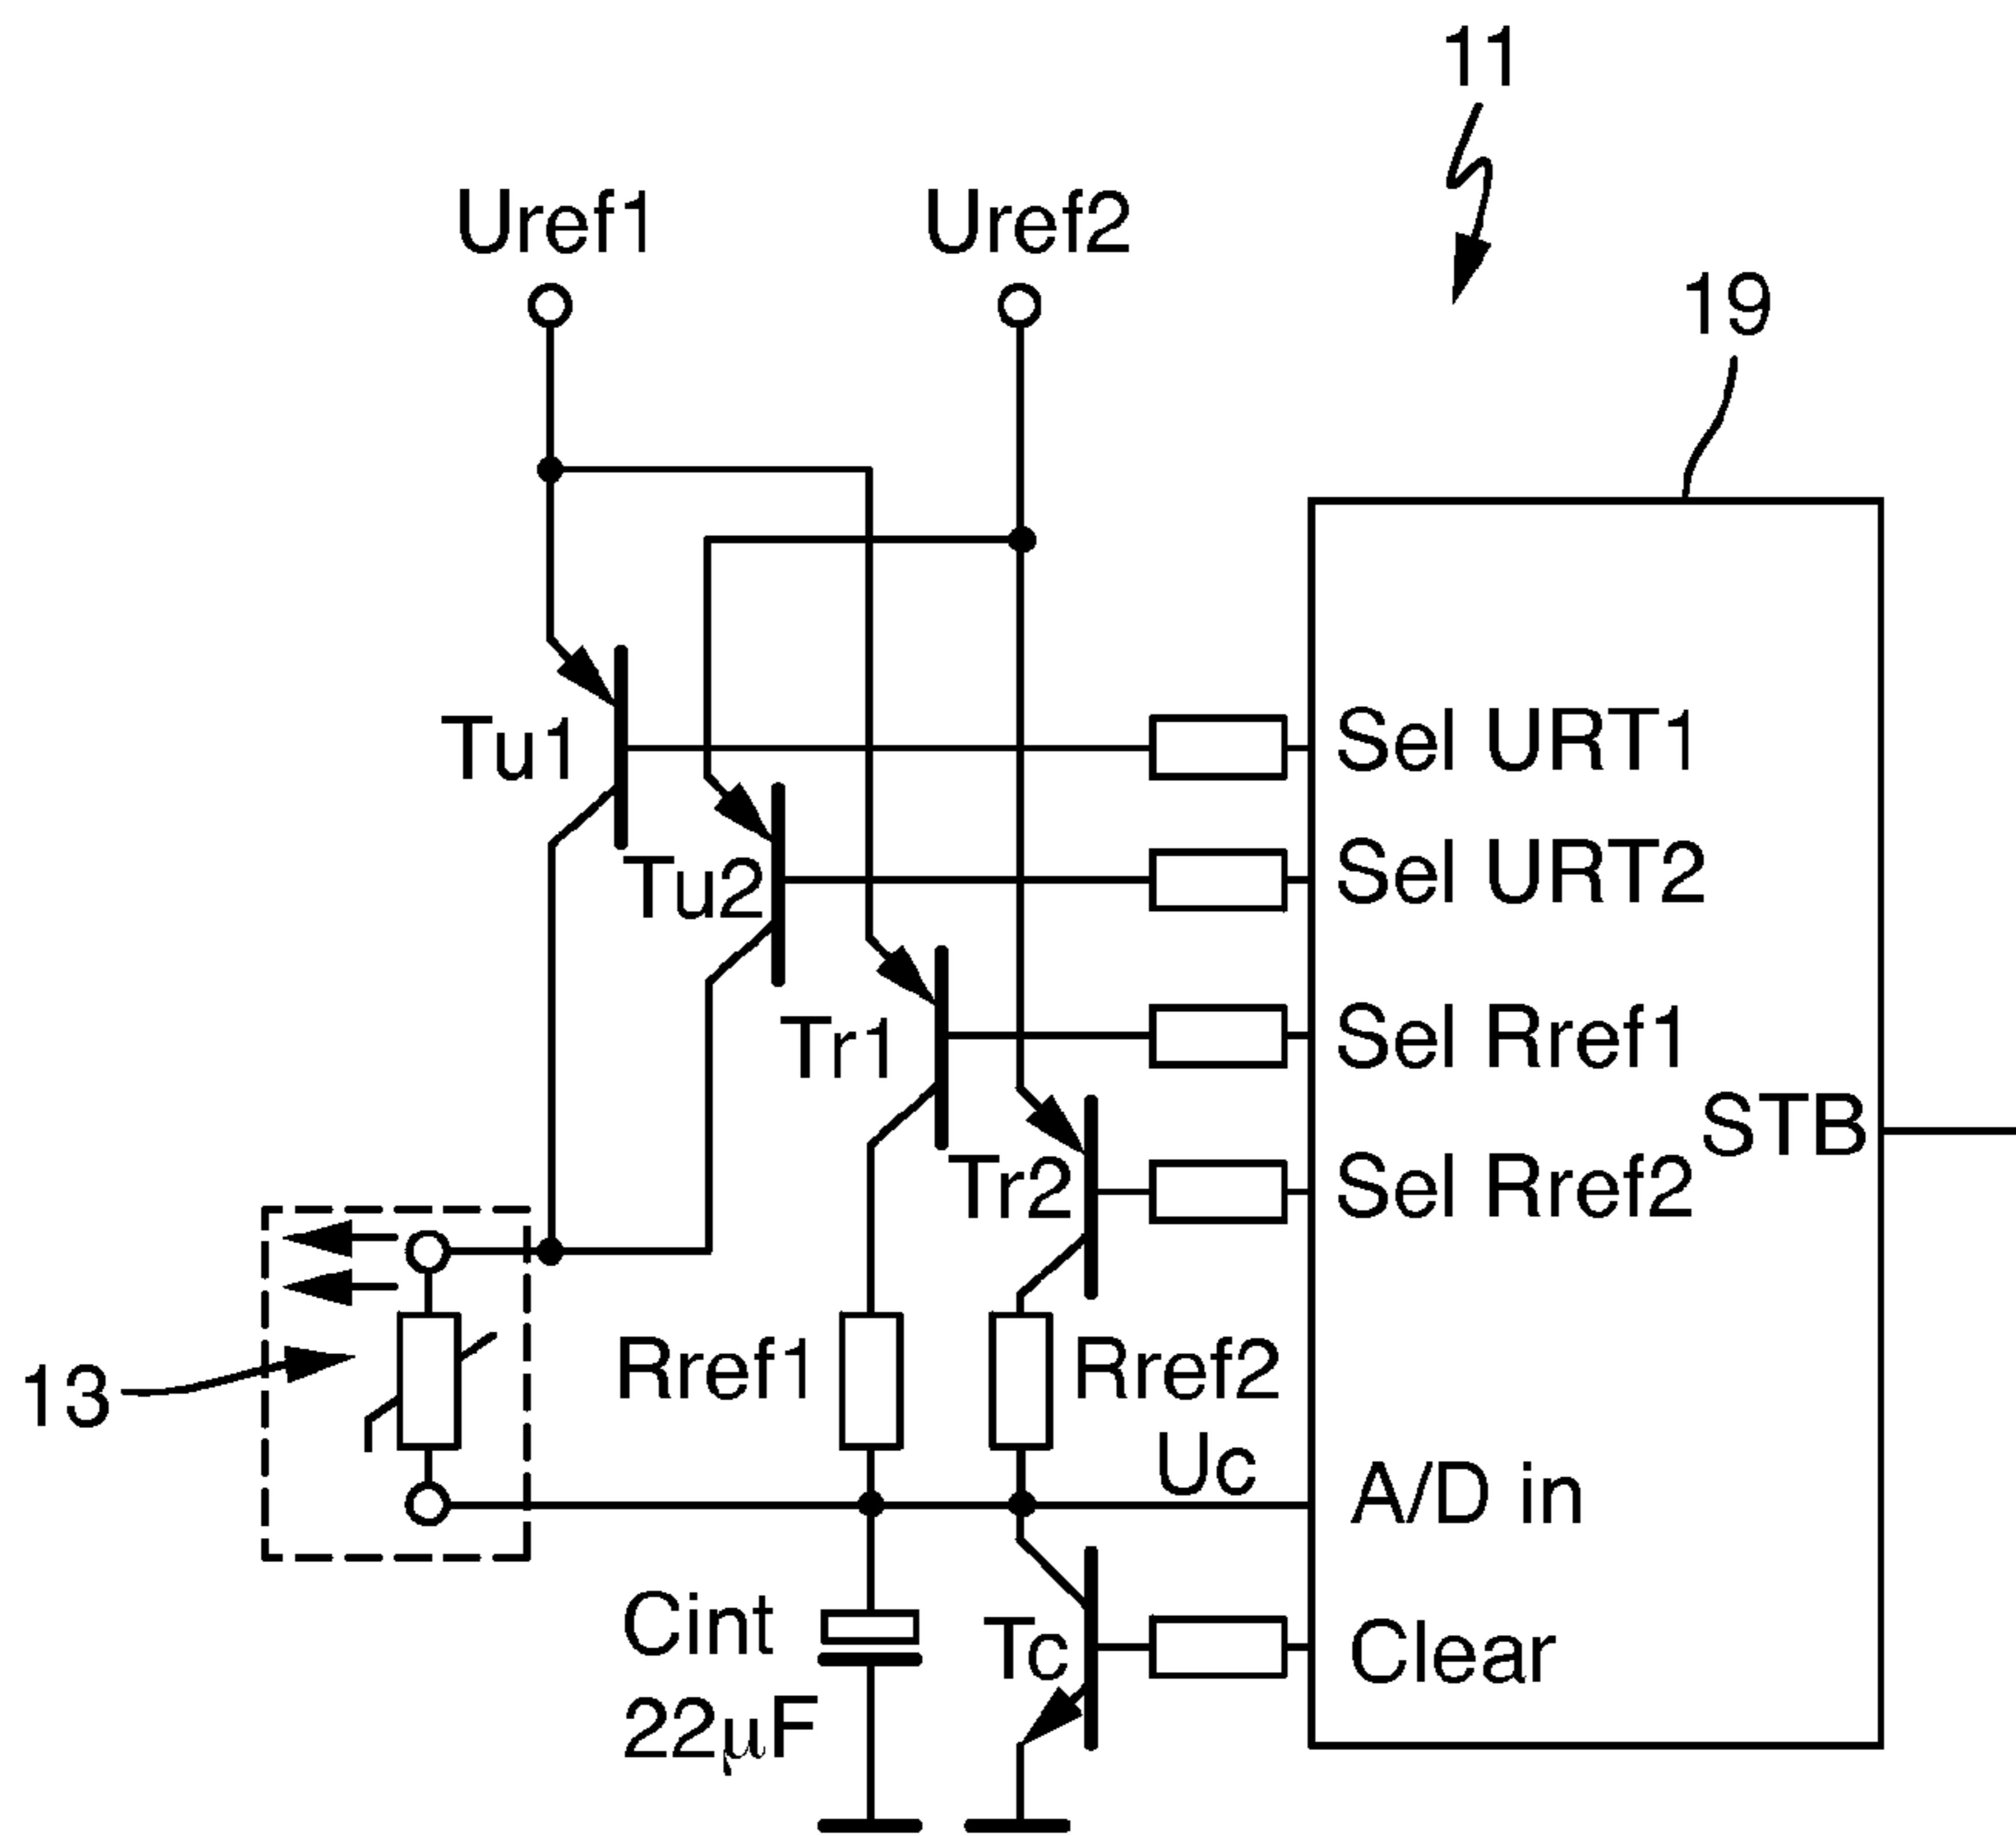 11
Uref1
Uref2
19
Tu1
Sel URT1
Tu2
Sel URT2
Tr1
Sel Rref1
STB
Tr2
Sel Rref2
13
Rref1
Rref2
Uc
A/D in
Cint
22µF
Tc
Clear